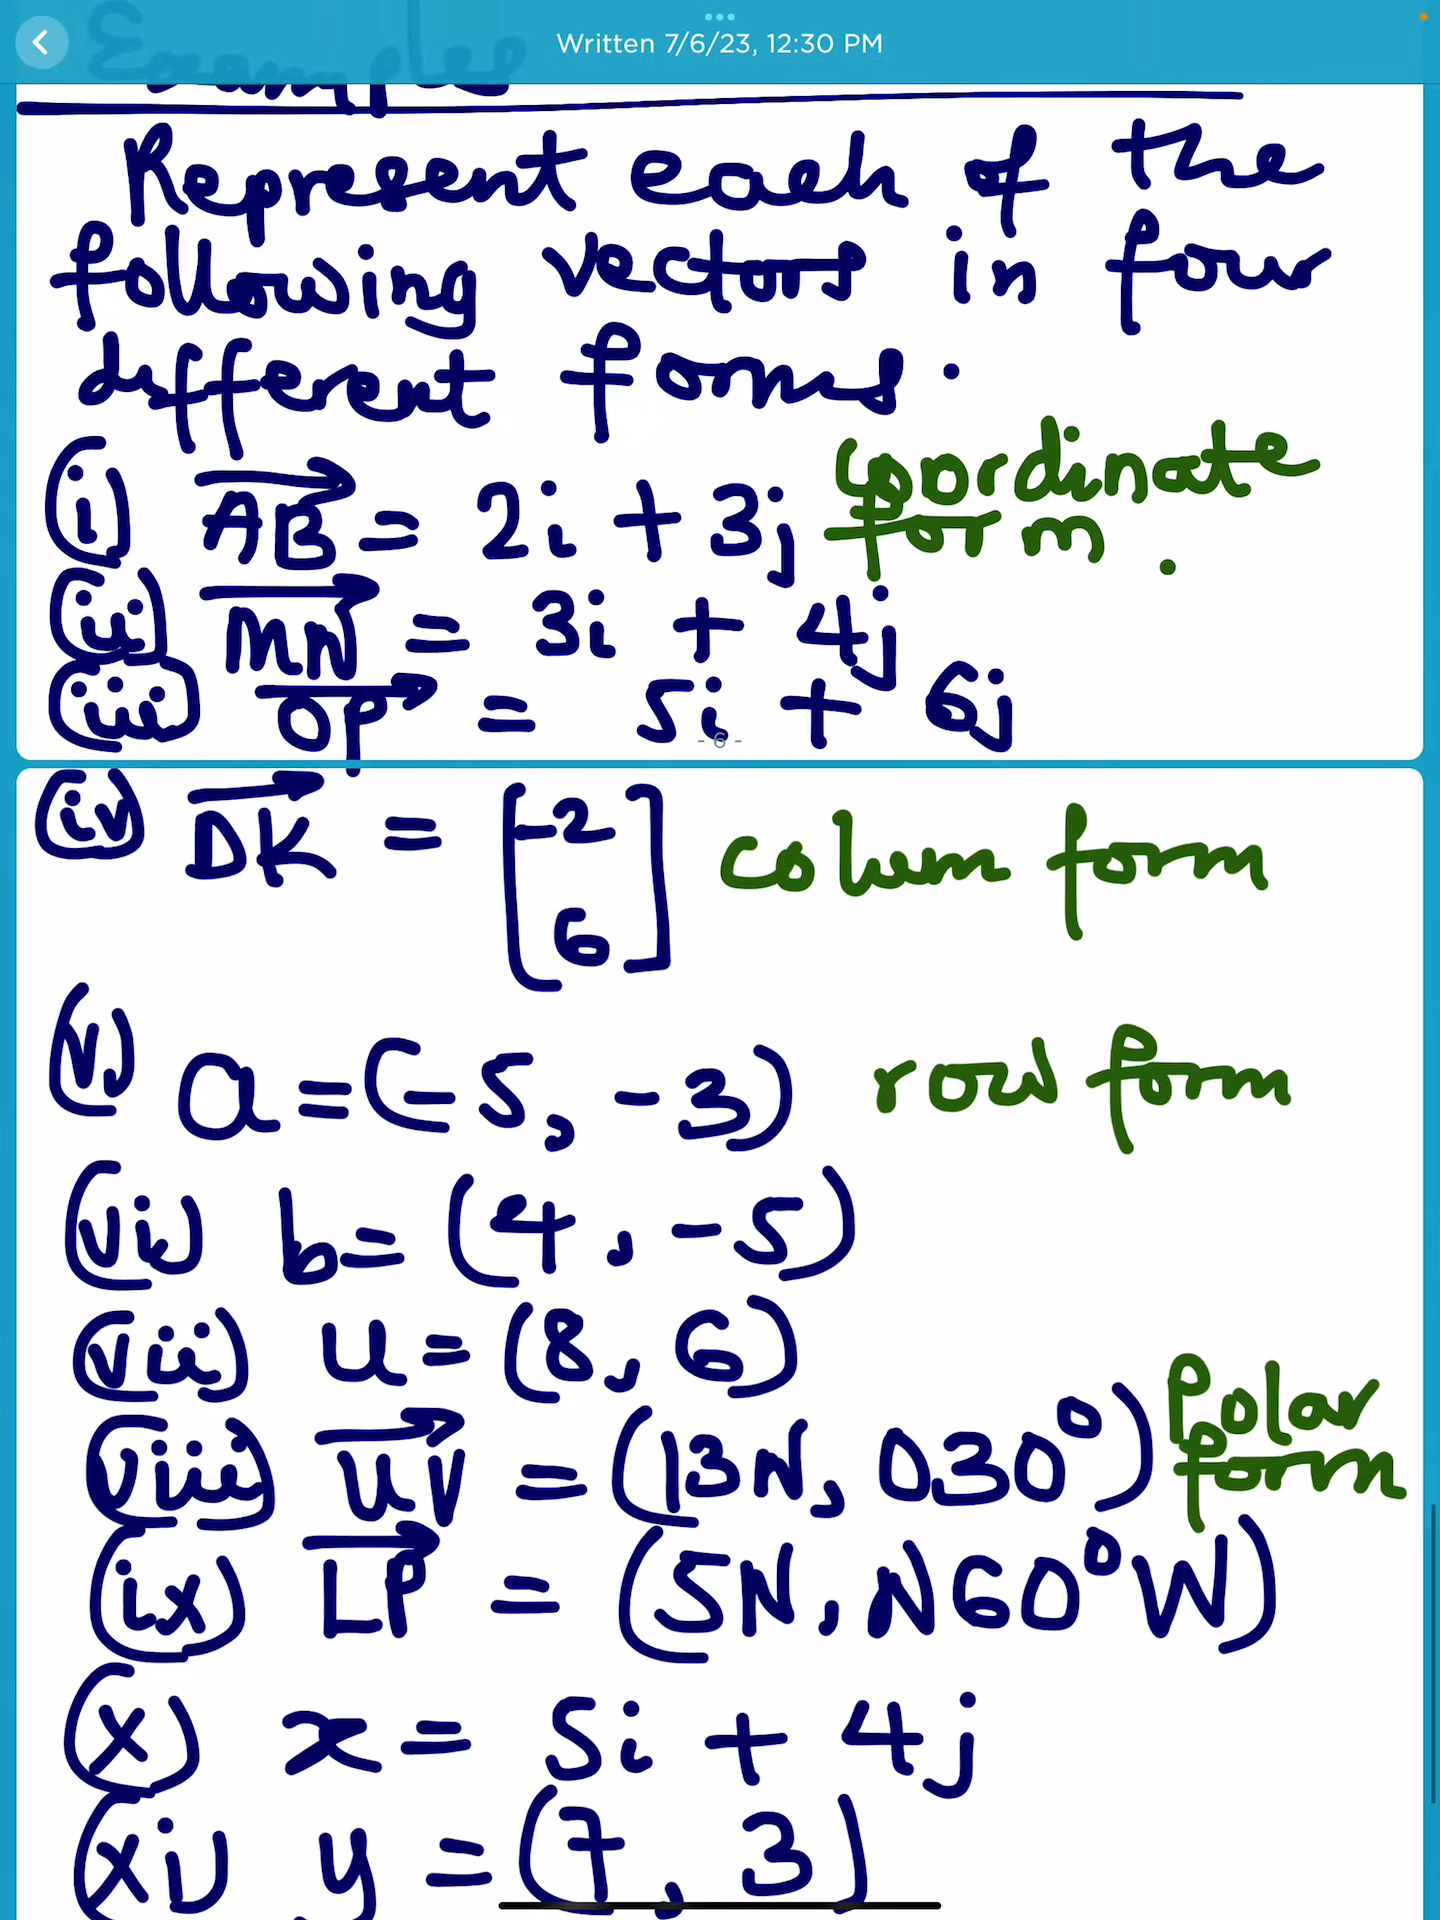 Written 7/6/23, 12:30 PM
Examples
Represent each of the
following vectors in four
different forms.
(i) AB = 2i + 3j coordinate
form.
(ii) MN = 3i + 4j
(iii) OP = 5i + 6j
- 6 -
(iv) DK = [-2
6] column form
(v) a = (-5, -3) row form
(vi) b = (4, -5)
(vii) u = (8, 6)
(viii) UV = (13N, 030°) Polar
form
(ix) LP = (5N, N60°W)
(x) x = 5i + 4j
(xi) y = (7, 3)